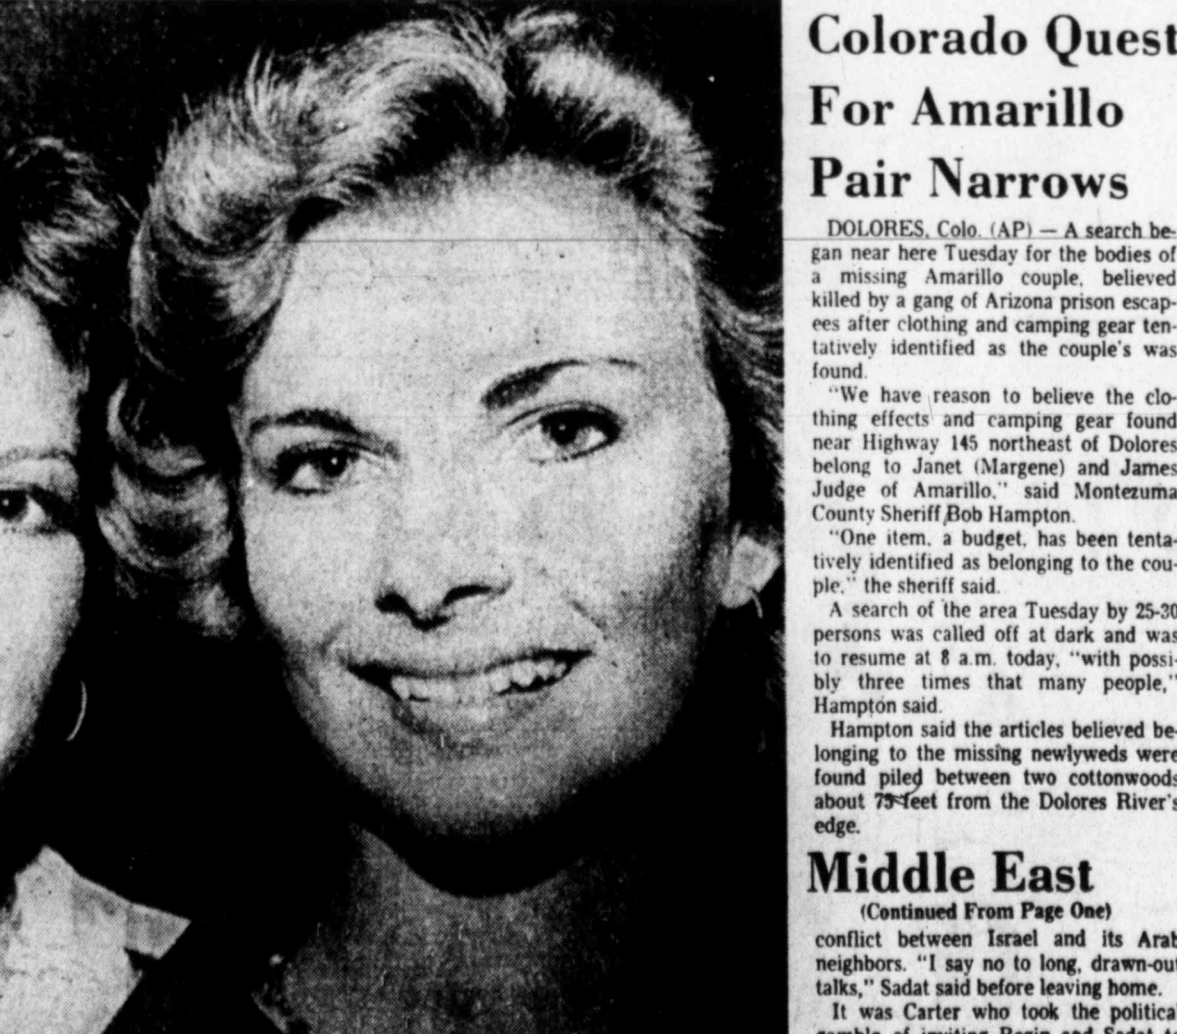 Colorado Quest
For Amarillo
Pair Narrows
DOLORES, Colo. (AP) — A search be-
gan near here Tuesday for the bodies of
a missing Amarillo couple, believed
killed by a gang of Arizona prison escap-
ees after clothing and camping gear ten-
tatively identified as the couple's was
found.
"We have reason to believe the clo-
thing effects and camping gear found
near Highway 145 northeast of Dolores
belong to Janet (Margene) and James
Judge of Amarillo," said Montezuma
County Sheriff Bob Hampton.
"One item, a budget, has been tenta-
tively identified as belonging to the cou-
ple," the sheriff said.
A search of the area Tuesday by 25-30
persons was called off at dark and was
to resume at 8 a.m. today, "with possi-
bly three times that many people,"
Hampton said.
Hampton said the articles believed be-
longing to the missing newlyweds were
found piled between two cottonwoods
about 75 feet from the Dolores River's
edge.
Middle East
(Continued From Page One)
conflict between Israel and its Arab
neighbors. "I say no to long, drawn-out
talks," Sadat said before leaving home.
It was Carter who took the political
gamble of inviting Begin and Sadat to